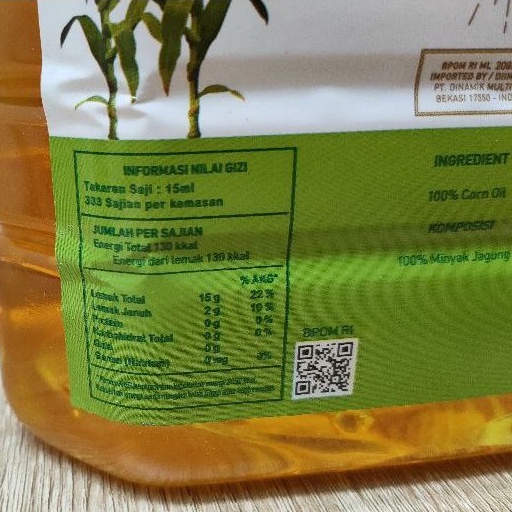 BPOM RI ML 208
IMPORTED BY / DI
PT. DINAMIK MULTI
BEKASI 17550 - IND
INFORMASI NILAI GIZI
Takaran Saji : 15ml
333 Sajian per kemasan
JUMLAH PER SAJIAN
Energi Total 130 kkal
Energi dari lemak 130 kkal
% AKG*
Lemak Total 15 g 22 %
Lemak Jenuh 2 g 10 %
Protein 0 g 0 %
Karbohidrat Total 0 g 0 %
Gula 0 g
Garam (Natrium) 0 mg 0%
INGREDIENT
100% Corn Oil
KOMPOSISI
100% Minyak Jagung
BPOM RI